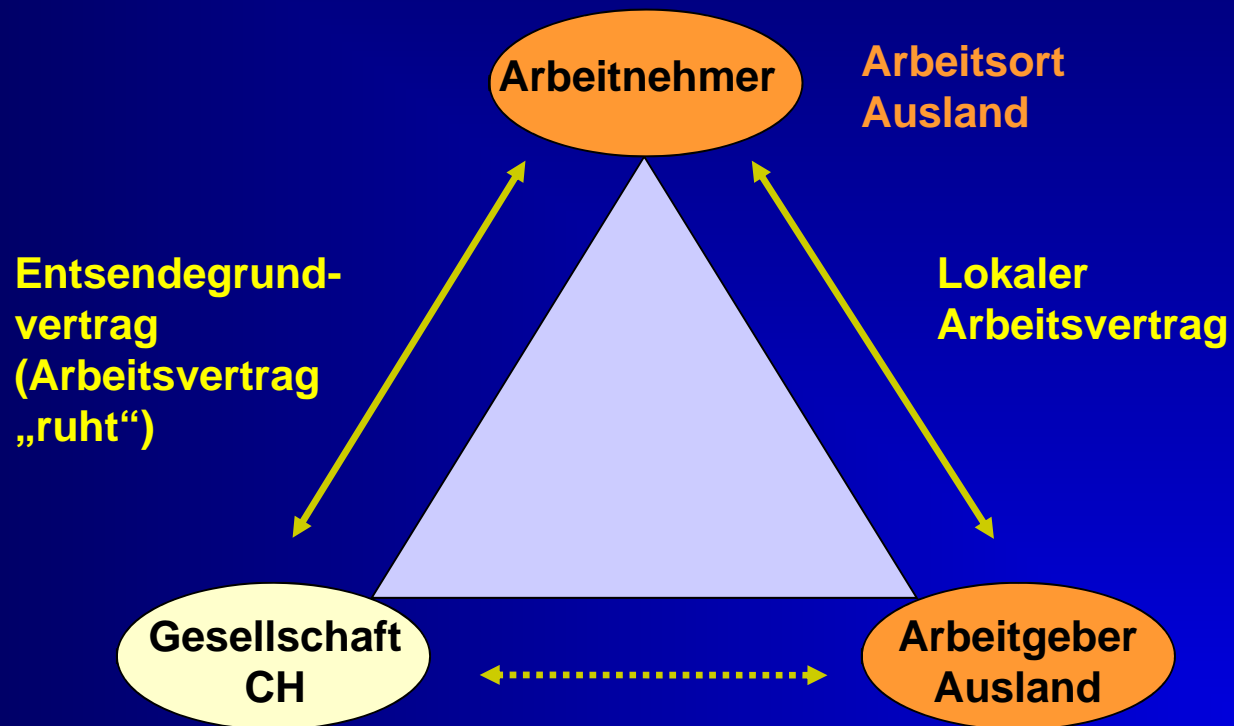 Arbeitnehmer
Arbeitsort
Ausland
Entsendegrund-
vertrag
(Arbeitsvertrag
„ruht“)
Lokaler
Arbeitsvertrag
Gesellschaft
CH
Arbeitgeber
Ausland